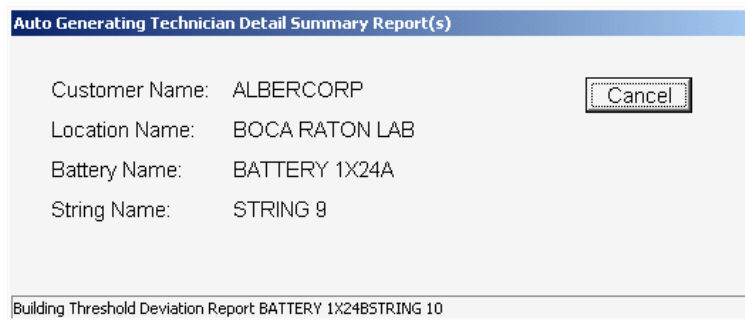 Auto Generating Technician Detail Summary Report(s)
Customer Name: ALBERCORP
Cancel
Location Name: BOCA RATON LAB
Battery Name: BATTERY 1X24A
String Name: STRING 9
Building Threshold Deviation Report BATTERY 1X24BSTRING 10